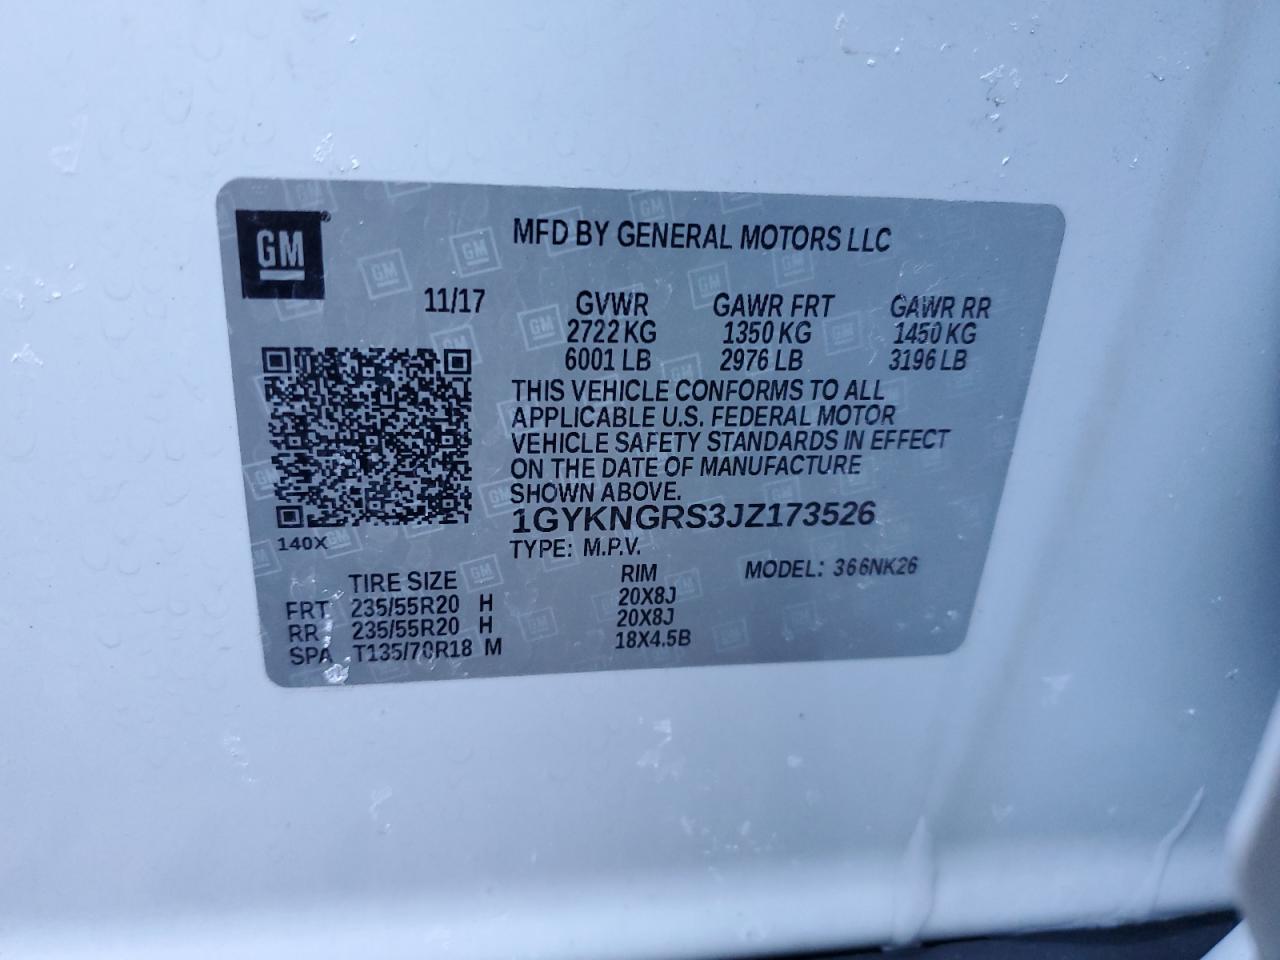 GM®
MFD BY GENERAL MOTORS LLC
11/17 GVWR GAWR FRT GAWR RR
2722 KG 1350 KG 1450 KG
6001 LB 2976 LB 3196 LB
THIS VEHICLE CONFORMS TO ALL
APPLICABLE U.S. FEDERAL MOTOR
VEHICLE SAFETY STANDARDS IN EFFECT
ON THE DATE OF MANUFACTURE
SHOWN ABOVE.
1GYKNGRS3JZ173526
140X
TYPE: M.P.V. MODEL: 366NK26
TIRE SIZE RIM
FRT 235/55R20 H 20X8J
RR 235/55R20 H 20X8J
SPA T135/70R18 M 18X4.5B